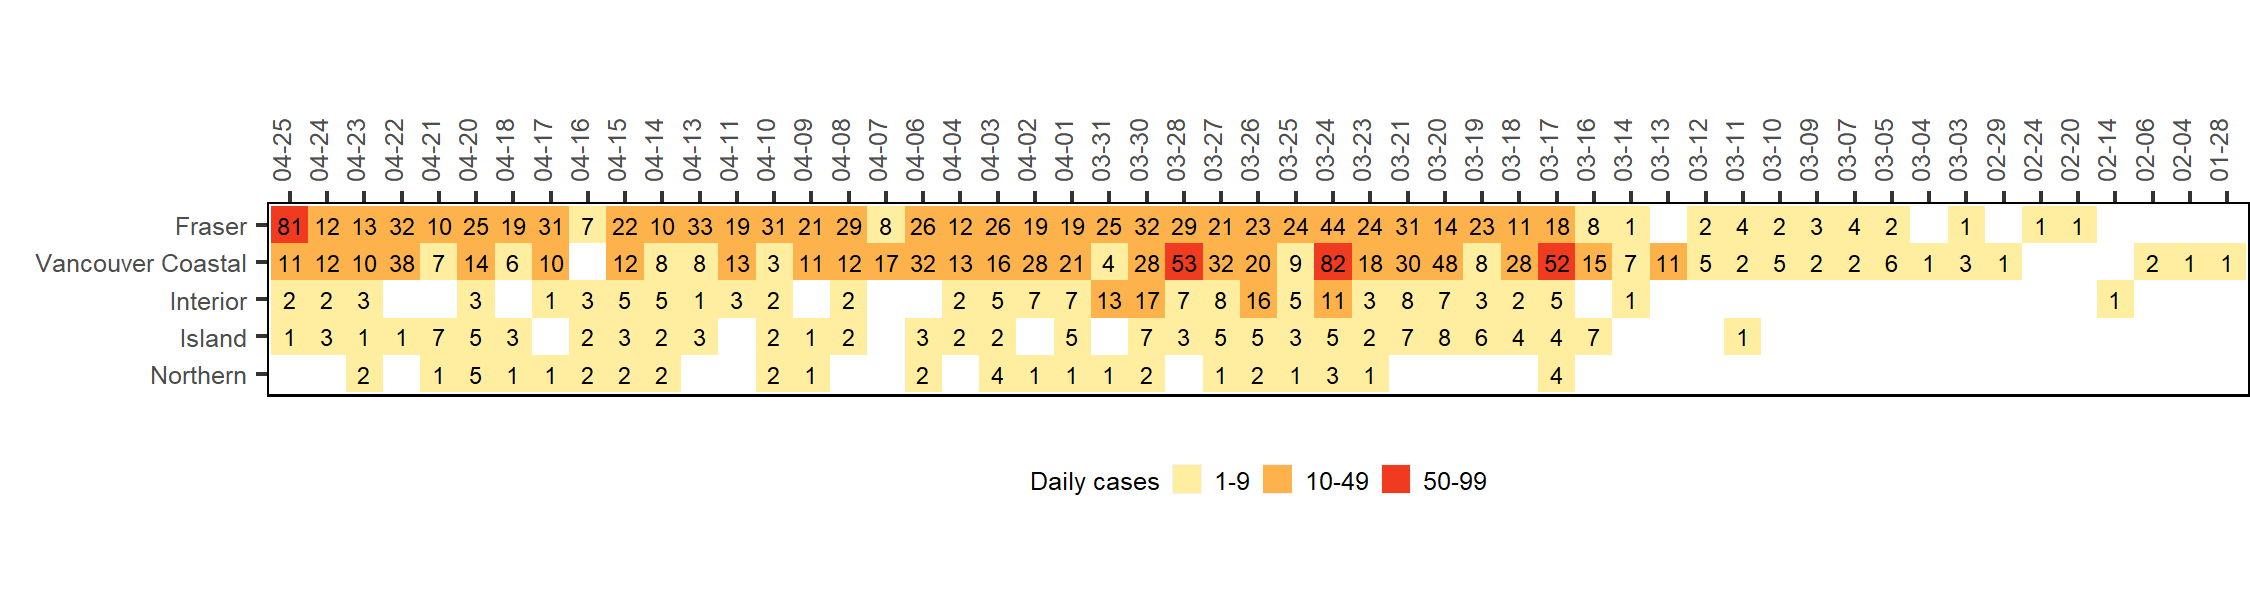 04-25 04-24 04-23 04-22 04-21 04-20 04-18 04-17 04-16 04-15 04-14 04-13 04-11 04-10 04-09 04-08 04-07 04-06 04-04 04-03 04-02 04-01 03-31 03-30 03-28 03-27 03-26 03-25 03-24 03-23 03-21 03-20 03-19 03-18 03-17 03-16 03-14 03-13 03-12 03-11 03-10 03-09 03-07 03-05 03-04 03-03 02-29 02-24 02-20 02-14 02-06 02-04 01-28
Fraser 81 12 13 32 10 25 19 31 7 22 10 33 19 31 21 29 8 26 12 26 19 19 25 32 29 21 23 24 44 24 31 14 23 11 18 8 1 2 4 2 3 4 2 1 1 1
Vancouver Coastal 11 12 10 38 7 14 6 10 12 8 8 13 3 11 12 17 32 13 16 28 21 4 28 53 32 20 9 82 18 30 48 8 28 52 15 7 11 5 2 5 2 2 6 1 3 1 2 1 1
Interior 2 2 3 3 1 3 5 5 1 3 2 2 2 5 7 7 13 17 7 8 16 5 11 3 8 7 3 2 5 1 1
Island 1 3 1 1 7 5 3 2 3 2 3 2 1 2 3 2 2 5 7 3 5 5 3 5 2 7 8 6 4 4 7 1
Northern 2 1 5 1 1 2 2 2 2 1 2 4 1 1 1 2 1 2 1 3 1 4
Daily cases 1-9 10-49 50-99